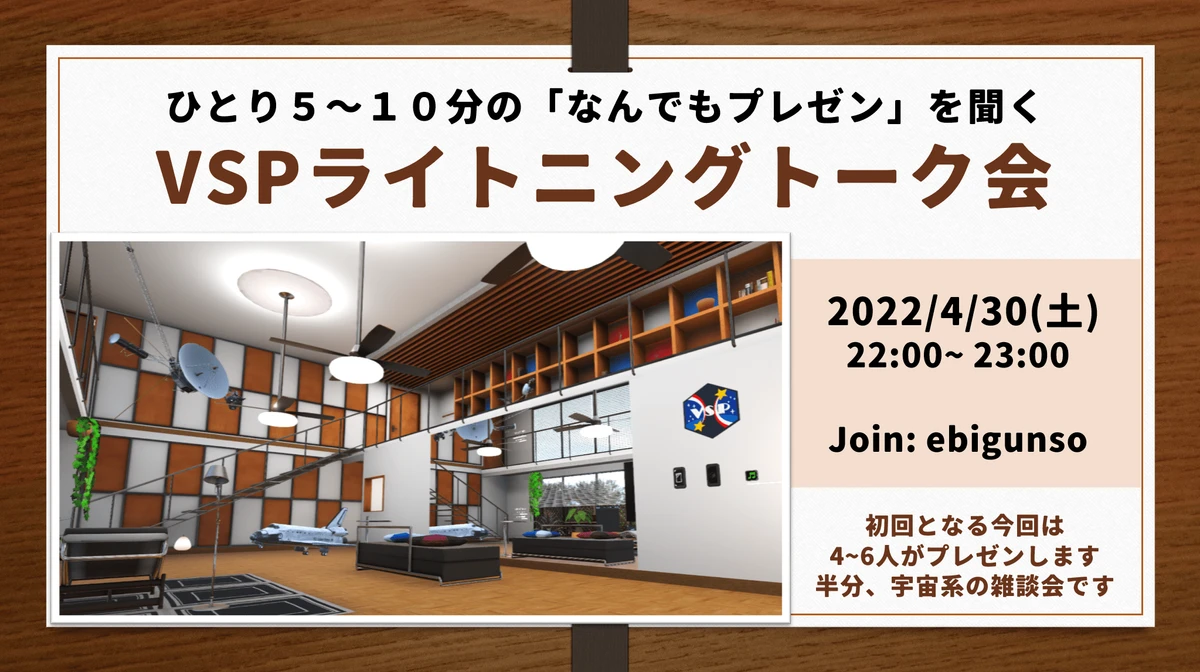 ひとり５～１０分の「なんでもプレゼン」を聞く
VSPライトニングトーク会
2022/4/30(土)
22:00~ 23:00
VSP
Join: ebigunso
初回となる今回は
4~6人がプレゼンします
半分、宇宙系の雑談会です